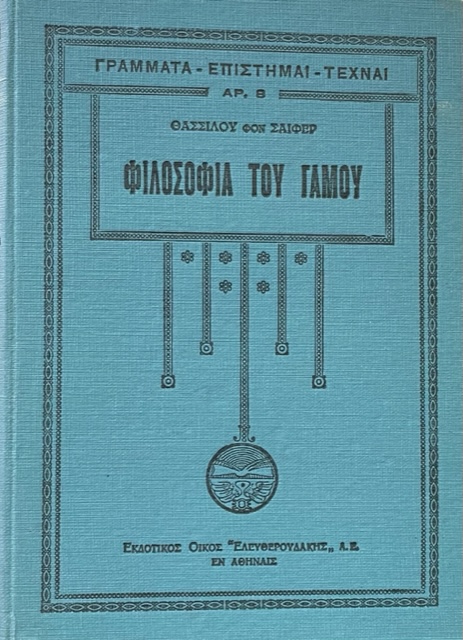 ΓΡΑΜΜΑΤΑ - ΕΠΙΣΤΗΜΑΙ - ΤΕΧΝΑΙ
ΑΡ. 8
ΘΑΣΣΙΛΟΥ ΦΟΝ ΣΑΙΦΕΡ
ΦΙΛΟΣΟΦΙΑ ΤΟΥ ΓΑΜΟΥ
ΕΚΔΟΤΙΚΟΣ ΟΙΚΟΣ "ΕΛΕΥΘΕΡΟΥΔΑΚΗΣ„ Α.Ε.
ΕΝ ΑΘΗΝΑΙΣ